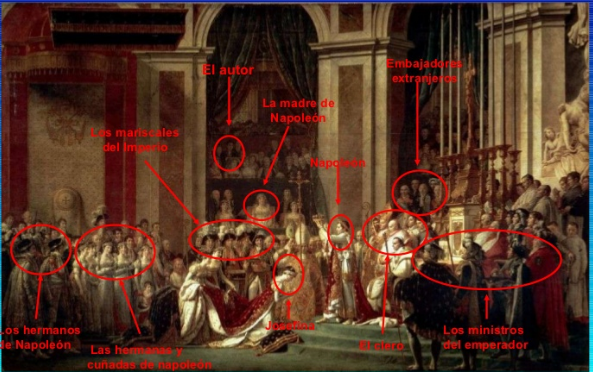 El autor
Embajadores
extranjeros
La madre de
Napoleón
Los mariscales
del Imperio
Napoleón
Los hermanos
de Napoleón
Las hermanas y
cuñadas de napoleón
Josefina
El clero
Los ministros
del emperador